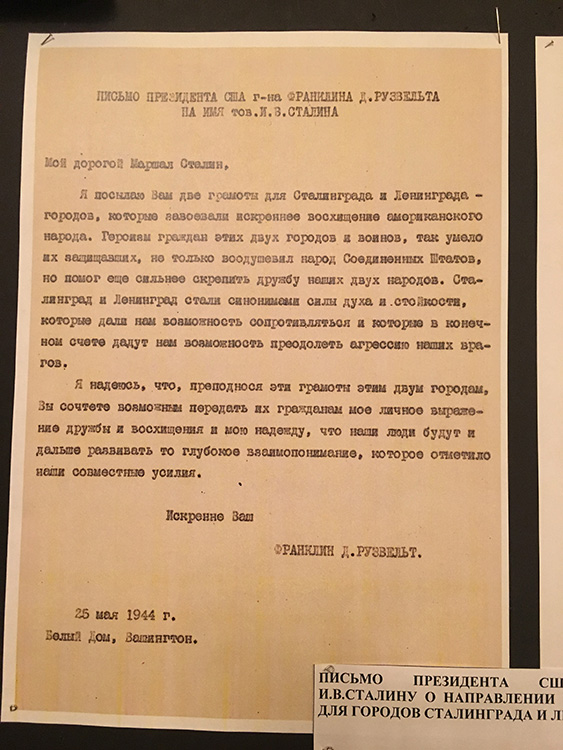 ПИСЬМО ПРЕЗИДЕНТА США г-на ФРАНКЛИНА Д.РУЗВЕЛЬТА
НА ИМЯ тов.И.В.СТАЛИНА
Мой дорогой Маршал Сталин,
Я посылаю Вам две грамоты для Сталинграда и Ленинграда -
городов, которые завоевали искреннее восхищение американского
народа. Героизм граждан этих двух городов и воинов, так умело
их защищавших, не только воодушевил народ Соединенных Штатов,
но помог еще сильнее скрепить дружбу наших двух народов. Ста-
линград и Ленинград стали синонимами силы духа и стойкости,
которые дали нам возможность сопротивляться и которые в конеч-
ном счете дадут нам возможность преодолеть агрессию наших вра-
гов.
Я надеюсь, что, преподнося эти грамоты этим двум городам,
Вы сочтете возможным передать их гражданам мое личное выраже-
ние дружбы и восхищения и мою надежду, что наши люди будут и
дальше развивать то глубокое взаимопонимание, которое отметило
наши совместные усилия.
Искренне Ваш
ФРАНКЛИН Д.РУЗВЕЛЬТ.
25 мая 1944 г.
Белый Дом, Вашингтон.
ПИСЬМО ПРЕЗИДЕНТА СШ
И.В.СТАЛИНУ О НАПРАВЛЕНИИ
ДЛЯ ГОРОДОВ СТАЛИНГРАДА И Л